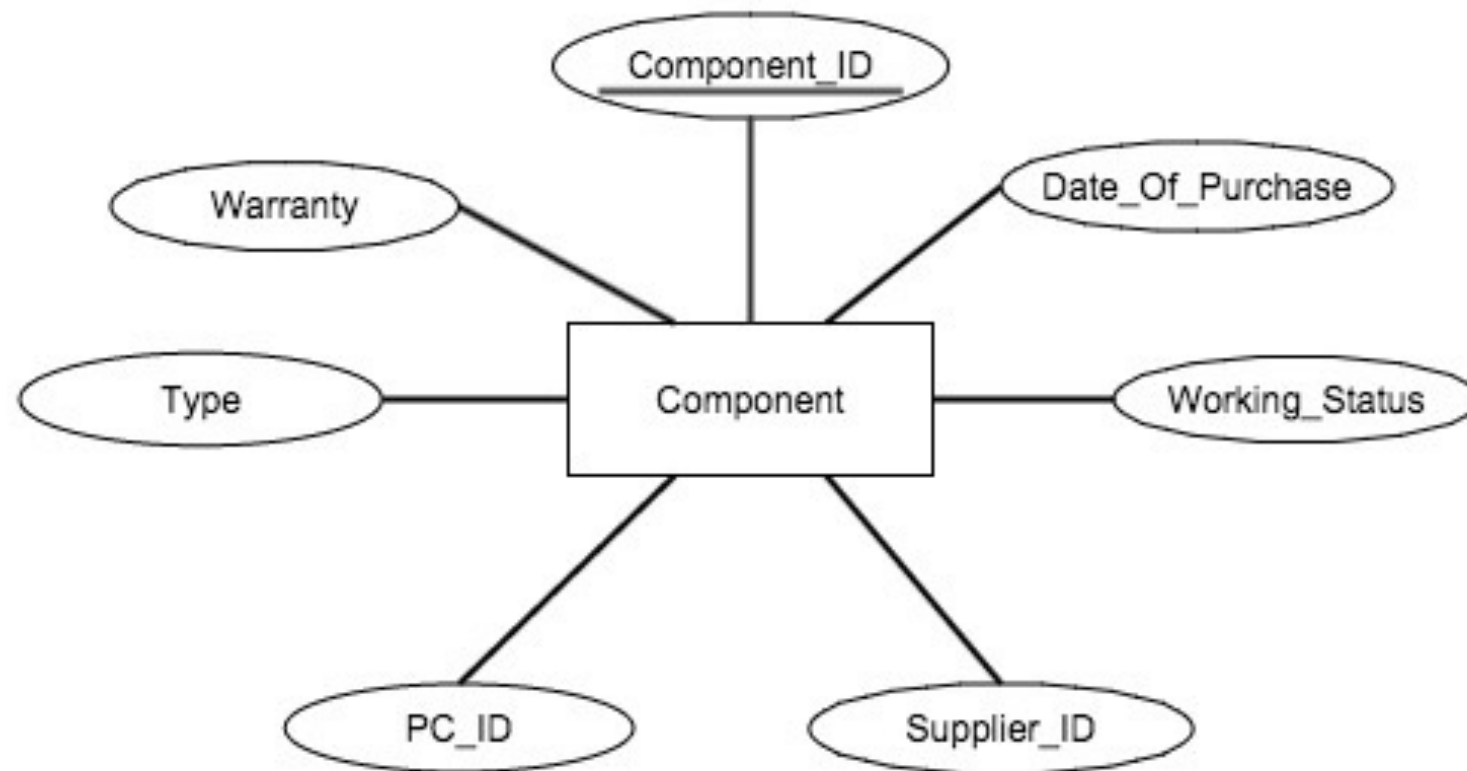 Component_ID
Date_Of_Purchase
Warranty
Type
Component
Working_Status
PC_ID
Supplier_ID